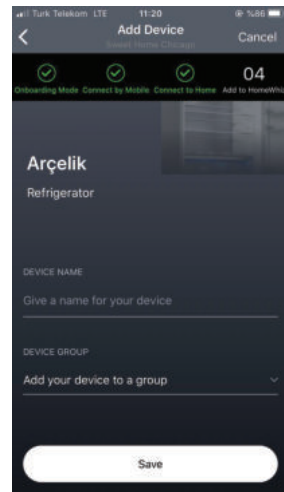 Turk Telekom LTE 11:20 @ %86
Add Device
Sweet Home Chicago
Cancel
04
Onboarding Mode Connect by Mobile Connect to Home Add to HomeWhiz
Arçelik
Refrigerator
DEVICE NAME
Give a name for your device
DEVICE GROUP
Add your device to a group
Save